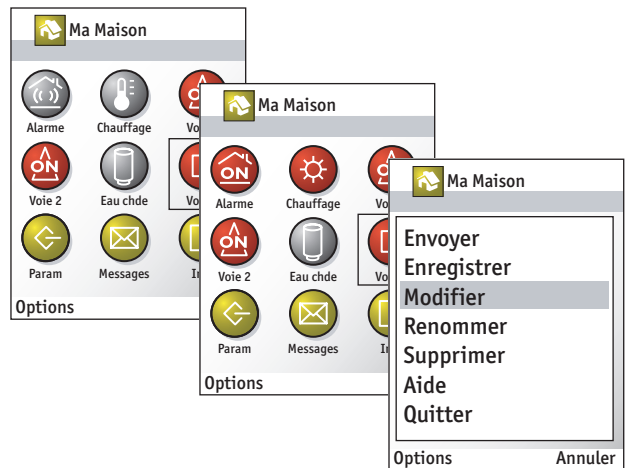 Ma Maison
Alarme Chauffage
Voie 2 Eau chde
Param Messages
Options
Ma Maison
ON
Alarme Chauffage
ON
Voie 2 Eau chde
Param Messages
Options
Ma Maison
Envoyer
Enregistrer
Modifier
Renommer
Supprimer
Aide
Quitter
Options Annuler